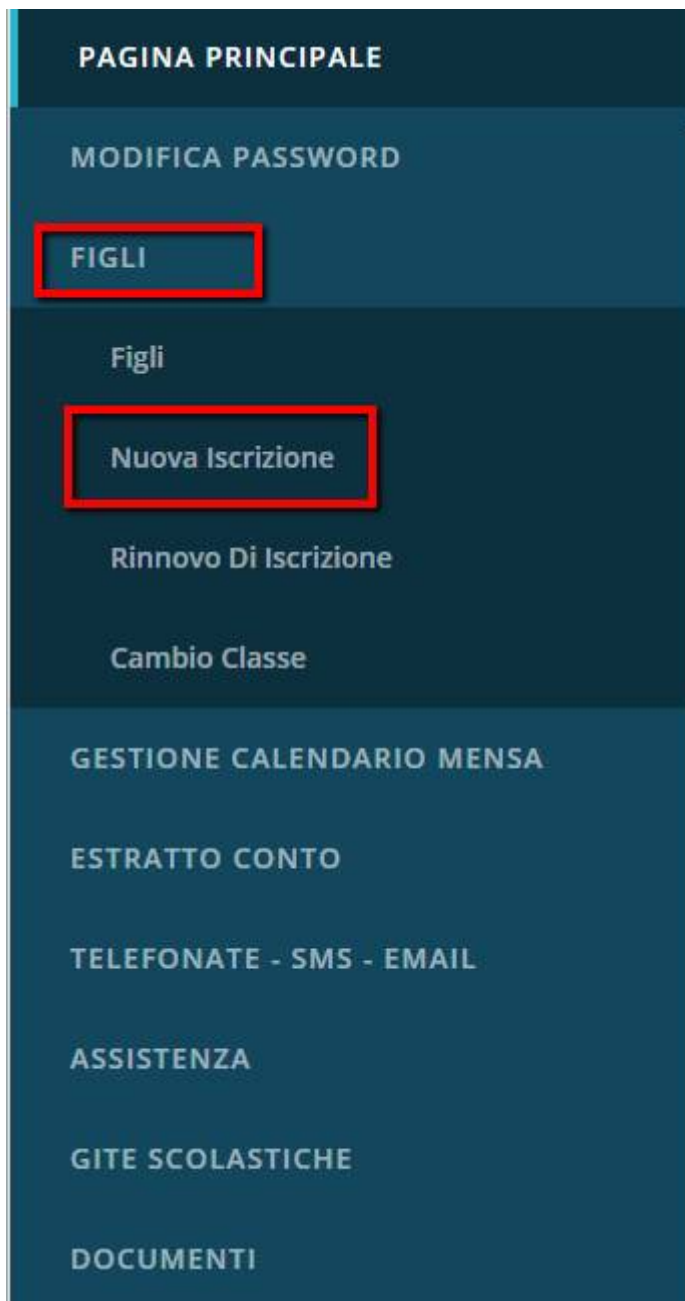 PAGINA PRINCIPALE
MODIFICA PASSWORD
FIGLI
Figli
Nuova Iscrizione
Rinnovo Di Iscrizione
Cambio Classe
GESTIONE CALENDARIO MENSA
ESTRATTO CONTO
TELEFONATE - SMS - EMAIL
ASSISTENZA
GITE SCOLASTICHE
DOCUMENTI